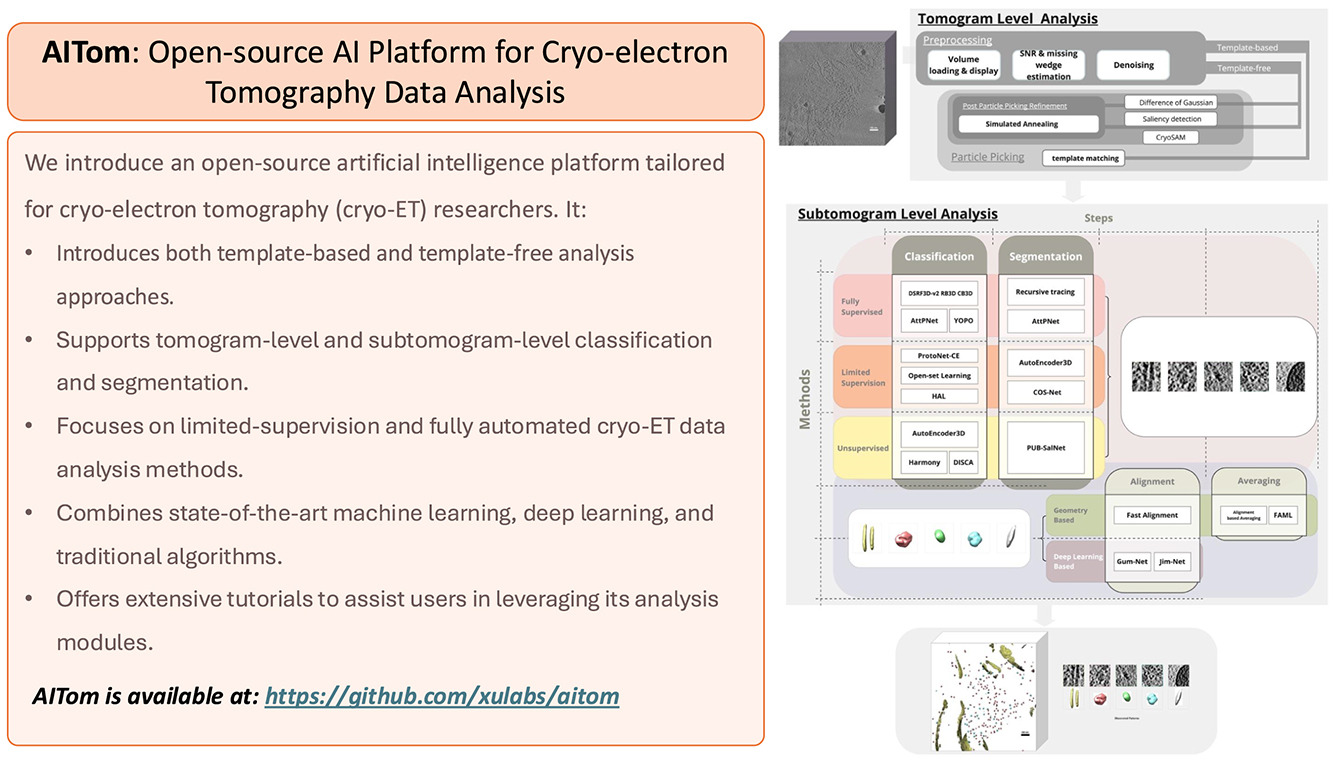 AITom: Open-source AI Platform for Cryo-electron
Tomography Data Analysis
We introduce an open-source artificial intelligence platform tailored
for cryo-electron tomography (cryo-ET) researchers. It:
• Introduces both template-based and template-free analysis
approaches.
• Supports tomogram-level and subtomogram-level classification
and segmentation.
• Focuses on limited-supervision and fully automated cryo-ET data
analysis methods.
• Combines state-of-the-art machine learning, deep learning, and
traditional algorithms.
• Offers extensive tutorials to assist users in leveraging its analysis
modules.
AITom is available at: https://github.com/xulabs/aitom
Tomogram Level Analysis
Preprocessing
Volume
loading & display
SNR & missing
wedge
estimation
Denoising
Template-based
Template-free
Post Particle Picking Refinement
Simulated Annealing
Difference of Gaussian
Saliency detection
CryoSAM
Particle Picking
template matching
Subtomogram Level Analysis
Steps
Methods
Classification
Segmentation
Fully
Supervised
DSRF3D-v2 RB3D CB3D
AttPNet
YOPO
Recursive tracing
AttPNet
Limited
Supervision
ProtoNet-CE
Open-set Learning
HAL
AutoEncoder3D
COS-Net
Unsupervised
AutoEncoder3D
Harmony
DISCA
PUB-SalNet
Alignment
Averaging
Geometry
Based
Fast Alignment
Alignment
based Averaging
FAML
Deep Learning
Based
Gum-Net
Jim-Net